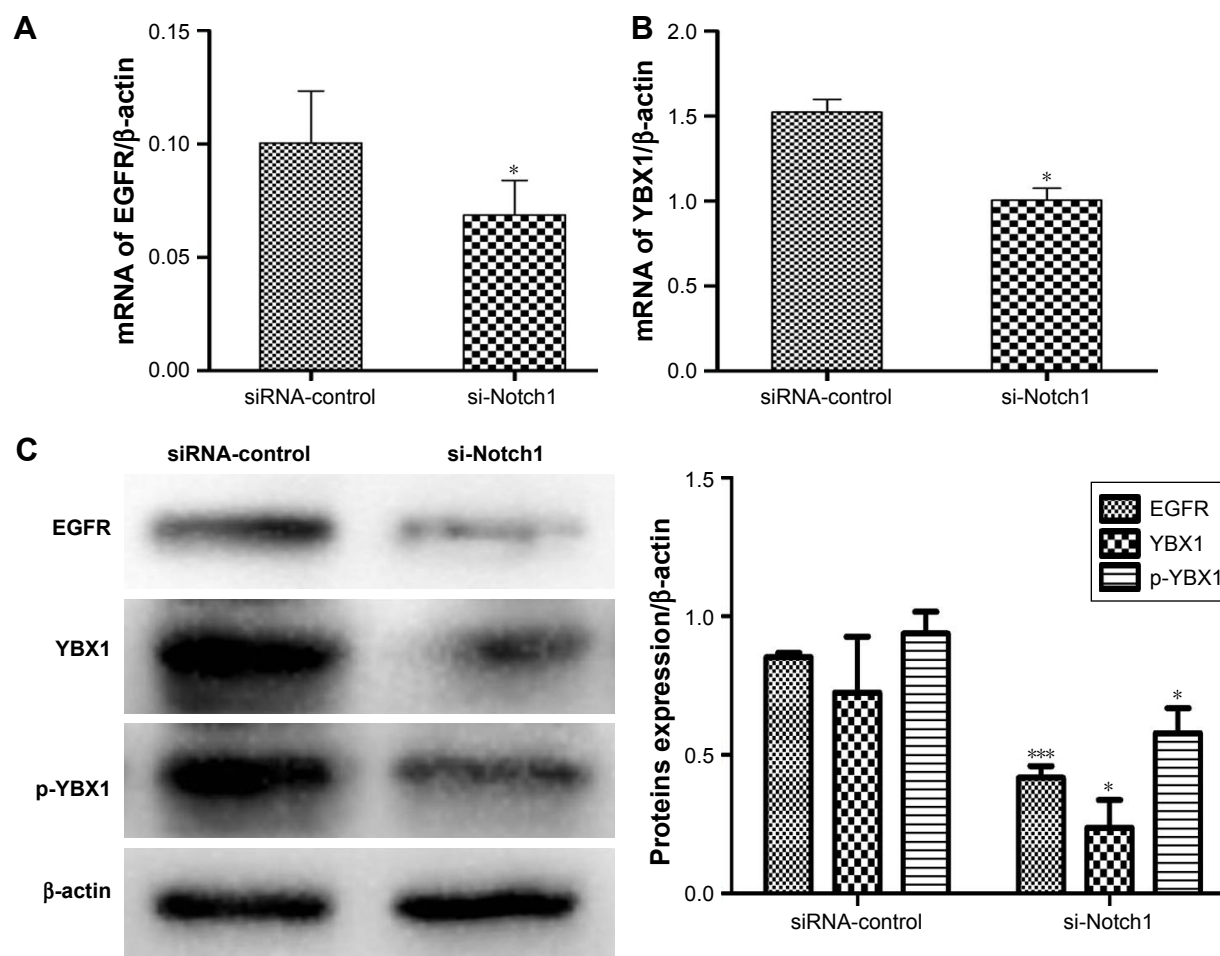 A
mRNA of EGFR/β-actin
0.15
0.10
0.05
0.00
*
siRNA-control
si-Notch1
B
mRNA of YBX1/β-actin
2.0
1.5
1.0
0.5
0.0
*
siRNA-control
si-Notch1
C
siRNA-control
si-Notch1
EGFR
YBX1
p-YBX1
β-actin
Proteins expression/β-actin
1.5
1.0
0.5
0.0
EGFR
YBX1
p-YBX1
***
*
*
siRNA-control
si-Notch1